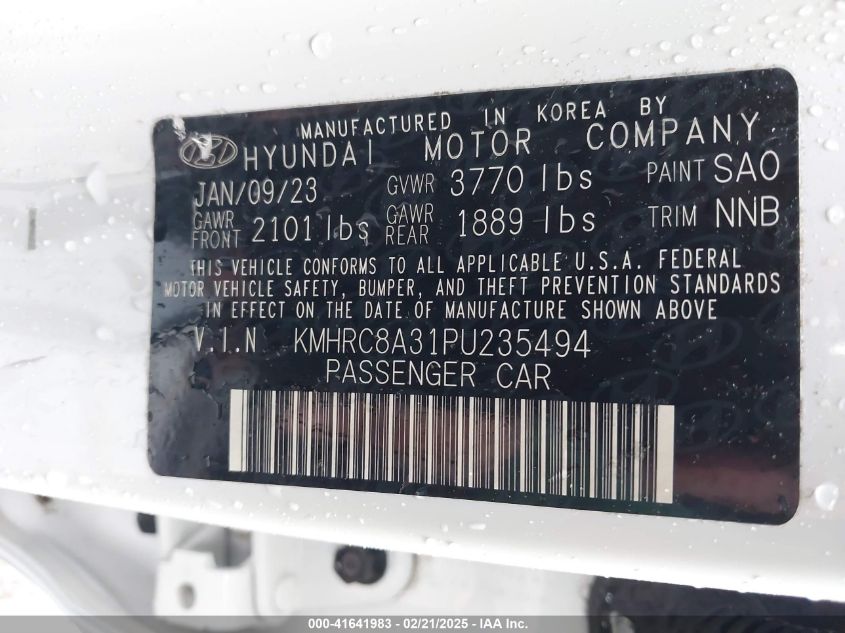 MANUFACTURED IN KOREA BY
HYUNDAI MOTOR COMPANY
JAN/09/23 GVWR 3770 lbs PAINT SAO
GAWR FRONT 2101 lbs GAWR REAR 1889 lbs TRIM NNB
THIS VEHICLE CONFORMS TO ALL APPLICABLE U.S.A. FEDERAL
MOTOR VEHICLE SAFETY, BUMPER, AND THEFT PREVENTION STANDARDS
IN EFFECT ON THE DATE OF MANUFACTURE SHOWN ABOVE
V.I.N KMHRC8A31PU235494
PASSENGER CAR
000-41641983 - 02/21/2025 - IAA Inc.